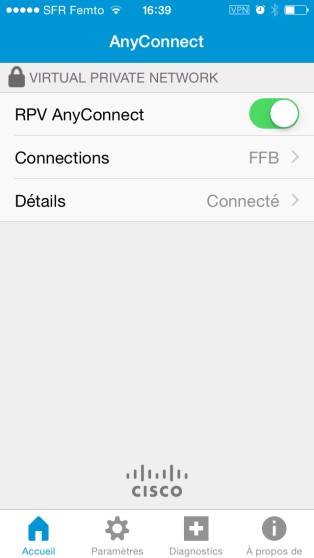 SFR Femto 16:39 VPN
AnyConnect
VIRTUAL PRIVATE NETWORK
RPV AnyConnect
Connections FFB
Détails Connecté
CISCO
Accueil Paramètres Diagnostics À propos de